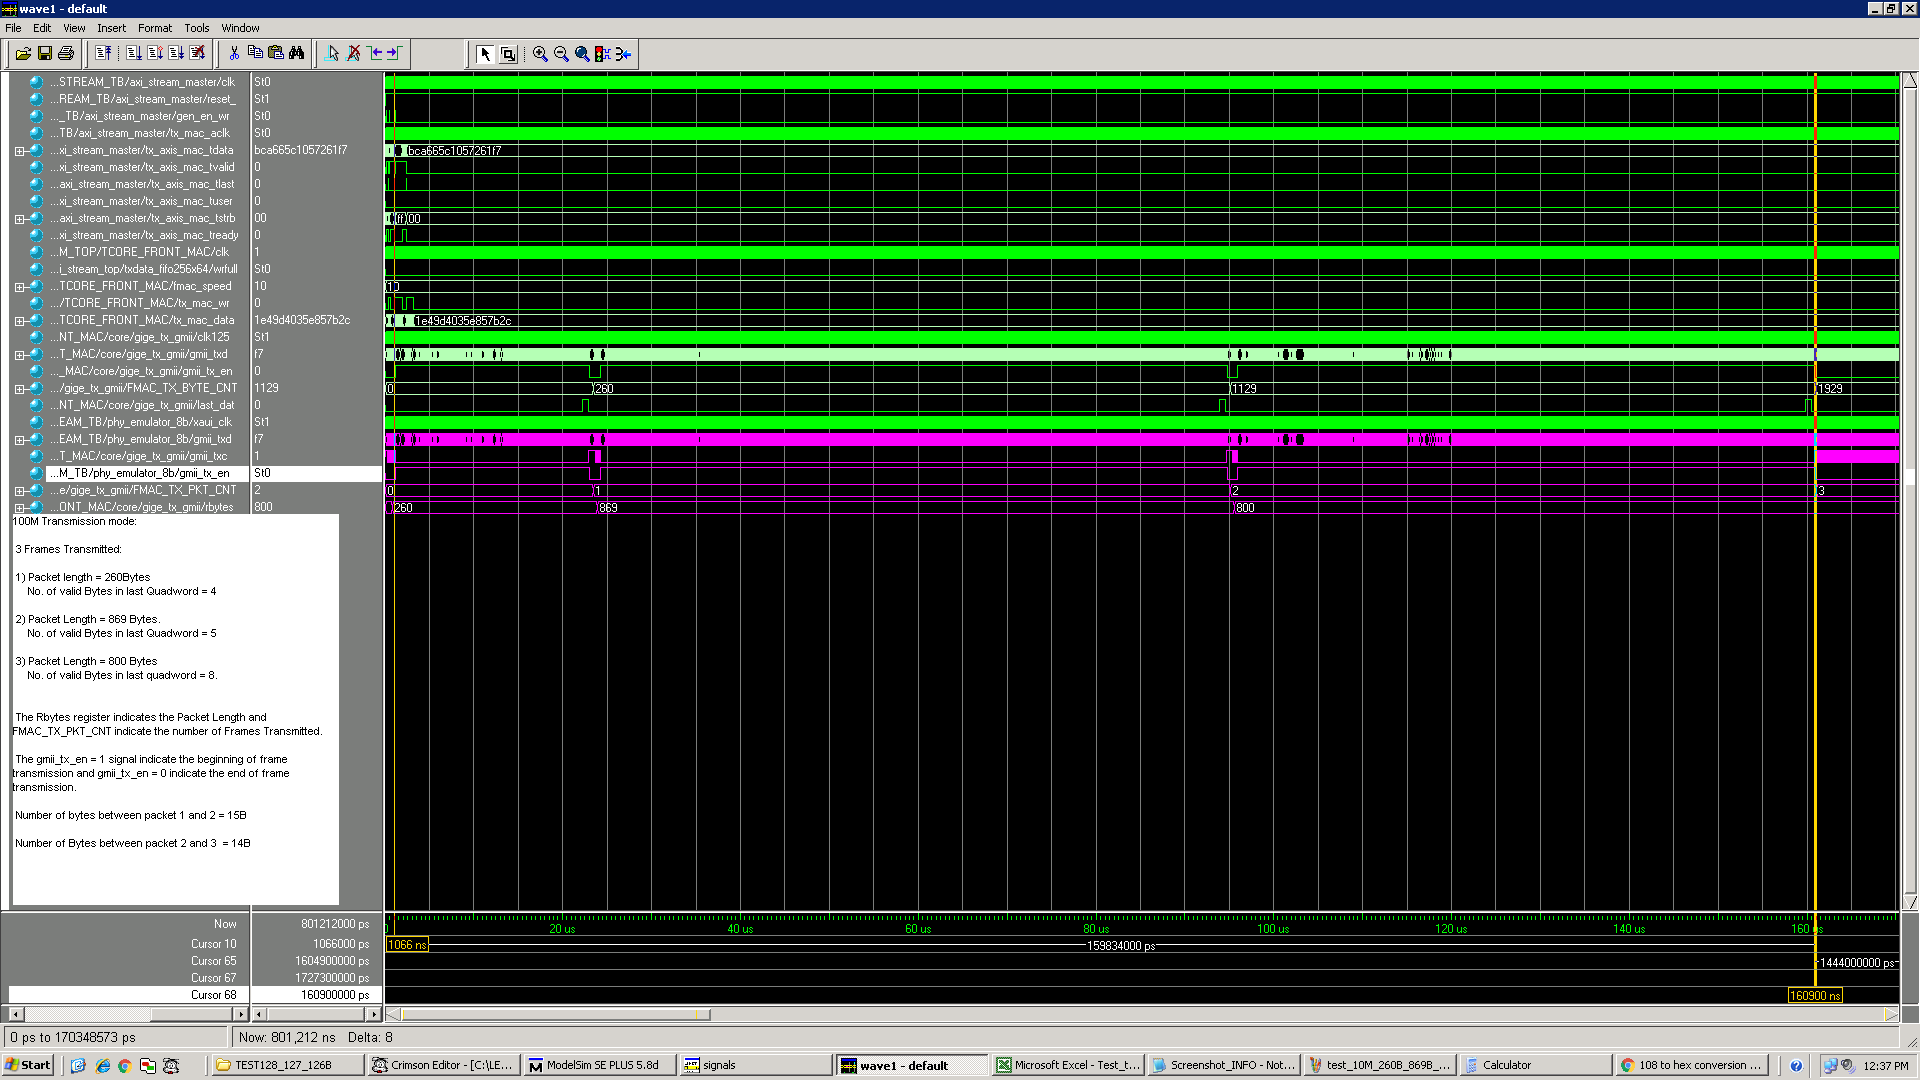 wave1 - default
File Edit View Insert Format Tools Window
...STREAM_TB/axi_stream_master/clk St0
...REAM_TB/axi_stream_master/reset_ St1
..._TB/axi_stream_master/gen_en_wr St0
...TB/axi_stream_master/tx_mac_aclk St0
...xi_stream_master/tx_axis_mac_tdata bca665c1057261f7 bca665c1057261f7
...xi_stream_master/tx_axis_mac_tvalid 0
...axi_stream_master/tx_axis_mac_tlast 0
...xi_stream_master/tx_axis_mac_tuser 0
...axi_stream_master/tx_axis_mac_tstrb 00 ff 00
...xi_stream_master/tx_axis_mac_tready 0
...M_TOP/TCORE_FRONT_MAC/clk 1
...i_stream_top/txdata_fifo256x64/wrfull St0
...TCORE_FRONT_MAC/fmac_speed 10 10
.../TCORE_FRONT_MAC/tx_mac_wr 0
...TCORE_FRONT_MAC/tx_mac_data 1e49d4035e857b2c 1e49d4035e857b2c
...NT_MAC/core/gige_tx_gmii/clk125 St1
...T_MAC/core/gige_tx_gmii/gmii_txd f7
..._MAC/core/gige_tx_gmii/gmii_tx_en 0
.../gige_tx_gmii/FMAC_TX_BYTE_CNT 1129 0 260 1129 1929
...NT_MAC/core/gige_tx_gmii/last_dat 0
...EAM_TB/phy_emulator_8b/xaui_clk St1
...EAM_TB/phy_emulator_8b/gmii_txd f7
...T_MAC/core/gige_tx_gmii/gmii_txc 1
...M_TB/phy_emulator_8b/gmii_tx_en St0
...e/gige_tx_gmii/FMAC_TX_PKT_CNT 2 0 1 2 3
...ONT_MAC/core/gige_tx_gmii/rbytes 800 260 869 800
100M Transmission mode:
3 Frames Transmitted:
1) Packet length = 260Bytes
No. of valid Bytes in last Quadword = 4
2) Packet Length = 869 Bytes.
No. of valid Bytes in last Quadword = 5
3) Packet Length = 800 Bytes
No. of valid Bytes in last quadword = 8.
The Rbytes register indicates the Packet Length and
FMAC_TX_PKT_CNT indicate the number of Frames Transmitted.
The gmii_tx_en = 1 signal indicate the beginning of frame
transmission and gmii_tx_en = 0 indicate the end of frame
transmission.
Number of bytes between packet 1 and 2 = 15B
Number of Bytes between packet 2 and 3 = 14B
Now 801212000 ps 20 us 40 us 60 us 80 us 100 us 120 us 140 us 160 us
Cursor 10 1066000 ps 1066 ns 159834000 ps
Cursor 65 1604900000 ps 1444000000 ps
Cursor 67 1727300000 ps
Cursor 68 160900000 ps 160900 ns
0 ps to 170348573 ps Now: 801,212 ns Delta: 8
Start TEST128_127_126B Crimson Editor - [C:\LE... ModelSim SE PLUS 5.8d signals wave1 - default Microsoft Excel - Test_t... Screenshot_INFO - Not... test_10M_260B_869B_... Calculator 108 to hex conversion ... 12:37 PM